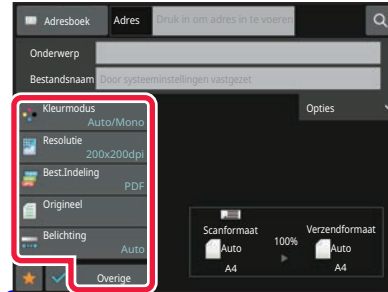 Adresboek Adres Druk in om adres in te voeren
Onderwerp
Bestandsnaam Door systeeminstellingen vastgezet
Kleurmodus
Auto/Mono
Opties
Resolutie
200x200dpi
Best.Indeling
PDF
Origineel
Belichting
Auto
Scanformaat
Auto
A4
100%
Verzendformaat
Auto
A4
Overige